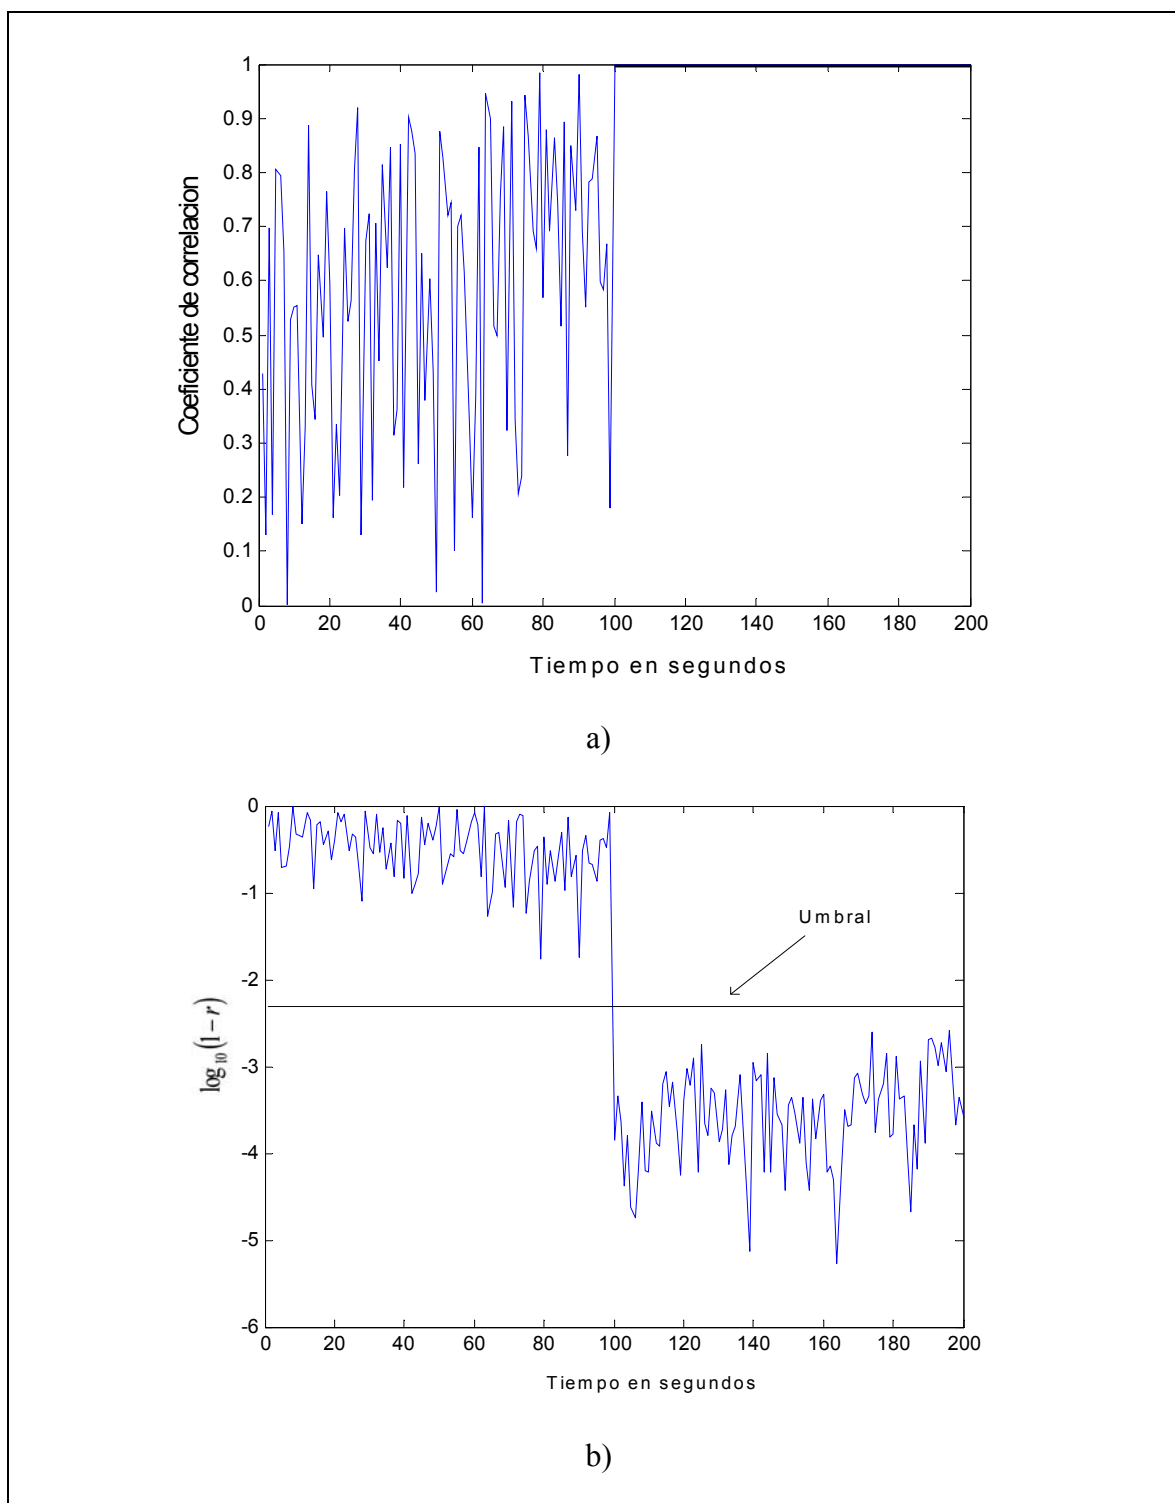 1
0.9
0.8
0.7
0.6
0.5
0.4
0.3
0.2
0.1
0
Coeficiente de correlacion
0 20 40 60 80 100 120 140 160 180 200
Tiempo en segundos
a)
0
-1
-2
-3
-4
-5
-6
log₁₀(1−r)
Umbral
0 20 40 60 80 100 120 140 160 180 200
Tiempo en segundos
b)